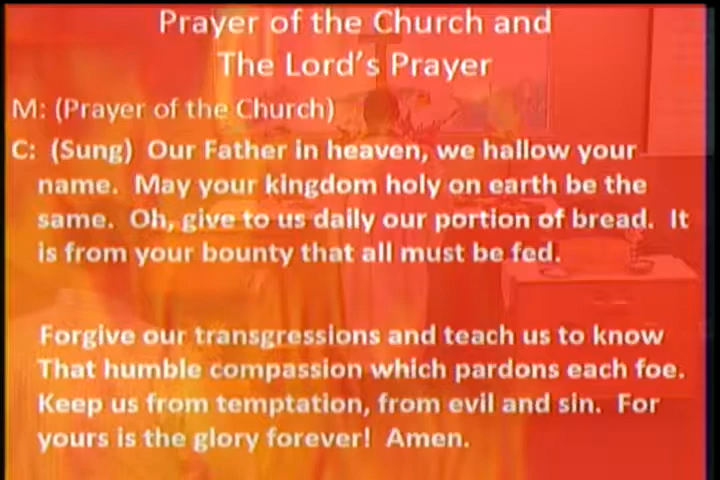 Prayer of the Church and
The Lord's Prayer
M: (Prayer of the Church)
C: (Sung) Our Father in heaven, we hallow your
name. May your kingdom holy on earth be the
same. Oh, give to us daily our portion of bread. It
is from your bounty that all must be fed.
Forgive our transgressions and teach us to know
That humble compassion which pardons each foe.
Keep us from temptation, from evil and sin. For
yours is the glory forever! Amen.